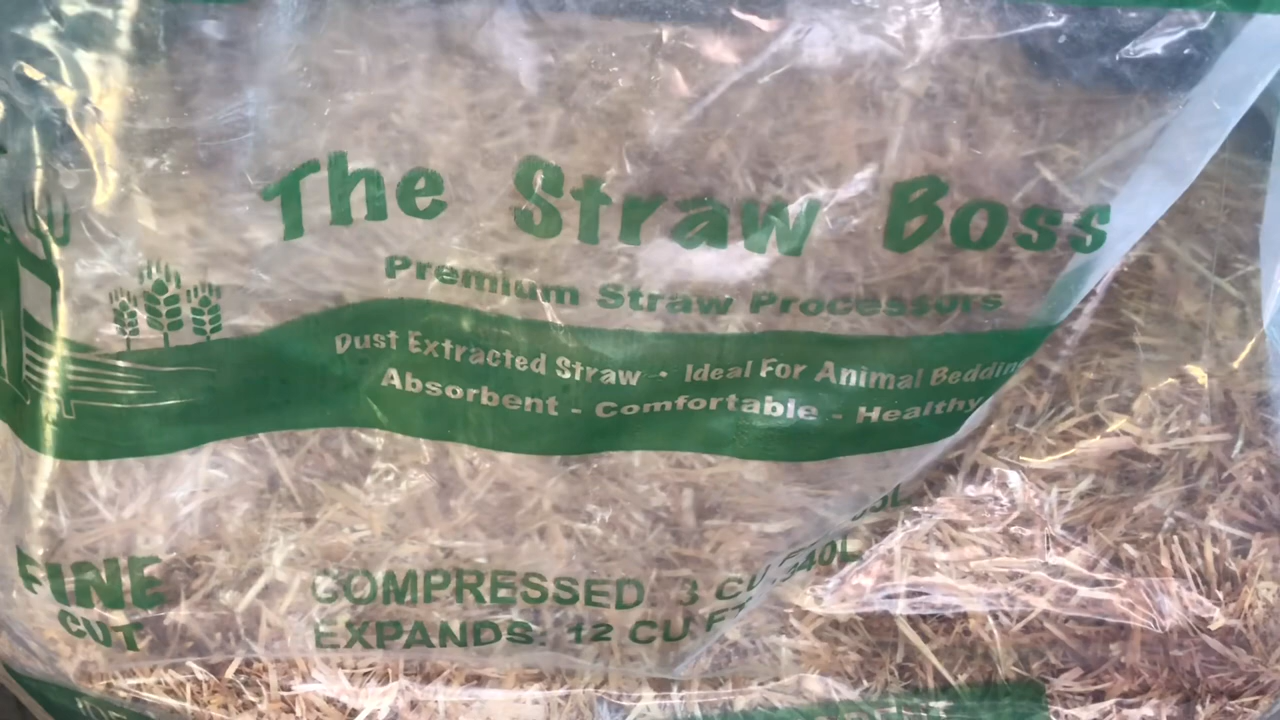 The Straw Boss
Premium Straw Processors
Dust Extracted Straw • Ideal For Animal Bedding
Absorbent - Comfortable - Healthy
FINE
CUT
COMPRESSED 3 CU
EXPANDS: 12 CU FT 340L